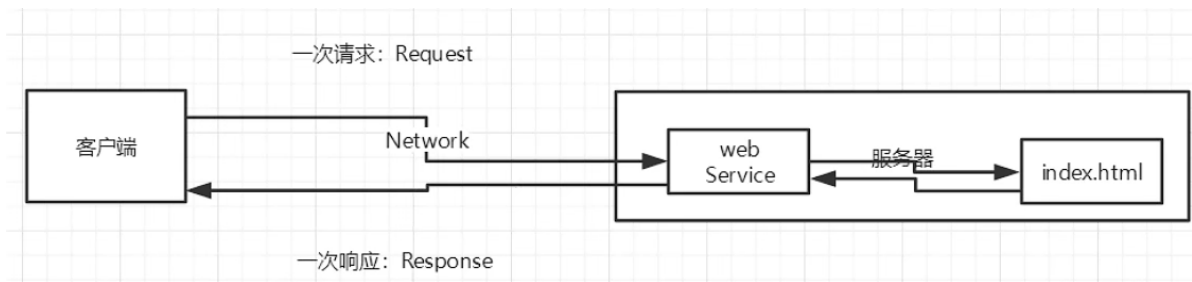 一次请求：Request
客户端
Network
web
Service
服务器
index.html
一次响应：Response